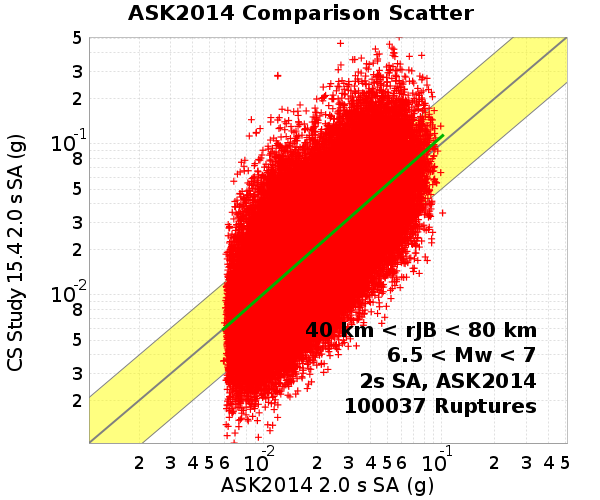 ASK2014 Comparison Scatter
CS Study 15.4 2.0 s SA (g)
5
3
2
10^-1
8
5
3
2
10^-2
8
5
3
2
40 km < rJB < 80 km
6.5 < Mw < 7
2s SA, ASK2014
100037 Ruptures
2 3 4 5 6 10^-2 2 3 4 5 6 10^-1 2 3 4 5
ASK2014 2.0 s SA (g)